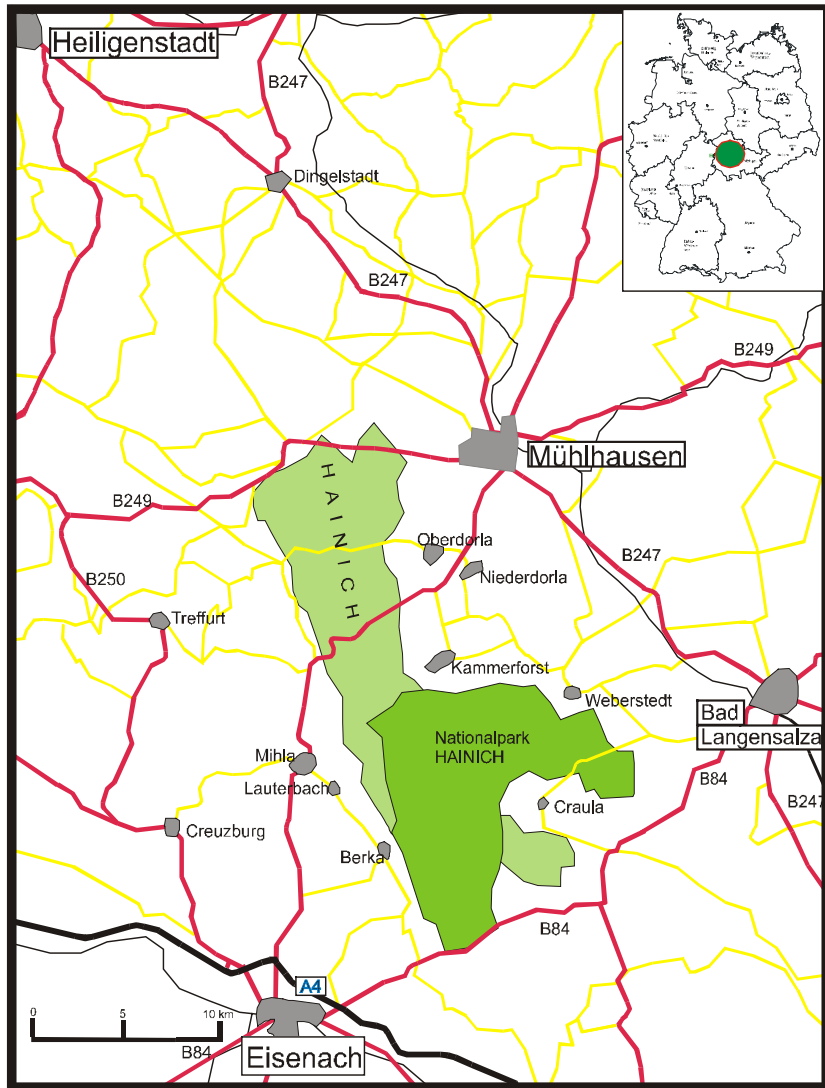 Heiligenstadt
B247
Dingelstadt
B247
B249
Mühlhausen
HAINICH
B249
Oberdorla
B247
Niederdorla
B250
Treffurt
Kammerforst
Weberstedt
Bad
Langensalza
Nationalpark
HAINICH
Mihla
Lauterbach
B84
B247
Craula
Creuzburg
Berka
B84
A4
0 5 10 km
B84
Eisenach